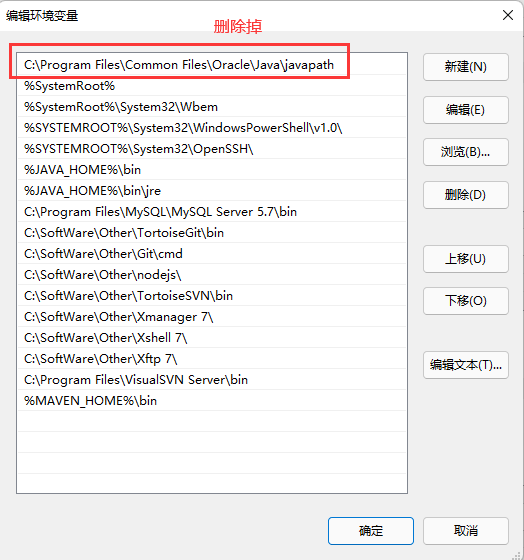 编辑环境变量
删除掉
C:\Program Files\Common Files\Oracle\Java\javapath
%SystemRoot%
%SystemRoot%\System32\Wbem
%SYSTEMROOT%\System32\WindowsPowerShell\v1.0\
%SYSTEMROOT%\System32\OpenSSH\
%JAVA_HOME%\bin
%JAVA_HOME%\bin\jre
C:\Program Files\MySQL\MySQL Server 5.7\bin
C:\SoftWare\Other\TortoiseGit\bin
C:\SoftWare\Other\Git\cmd
C:\SoftWare\Other\nodejs\
C:\SoftWare\Other\TortoiseSVN\bin
C:\SoftWare\Other\Xmanager 7\
C:\SoftWare\Other\Xshell 7\
C:\SoftWare\Other\Xftp 7\
C:\Program Files\VisualSVN Server\bin
%MAVEN_HOME%\bin
新建(N)
编辑(E)
浏览(B)...
删除(D)
上移(U)
下移(O)
编辑文本(T)...
确定
取消